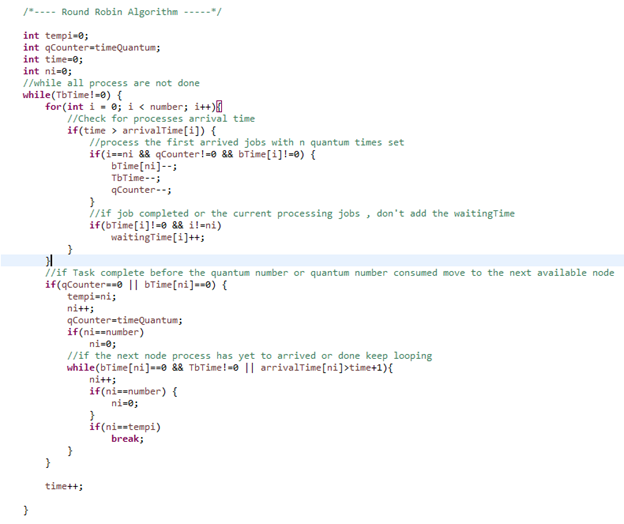 /*---- Round Robin Algorithm -----*/
int tempi=0;
int qCounter=timeQuantum;
int time=0;
int ni=0;
//while all process are not done
while(TbTime!=0) {
for(int i = 0; i < number; i++){
//Check for processes arrival time
if(time > arrivalTime[i]) {
//process the first arrived jobs with n quantum times set
if(i==ni && qCounter!=0 && bTime[i]!=0) {
bTime[ni]--;
TbTime--;
qCounter--;
}
//if job completed or the current processing jobs , don't add the waitingTime
if(bTime[i]!=0 && i!=ni)
waitingTime[i]++;
}
}
//if Task complete before the quantum number or quantum number consumed move to the next available node
if(qCounter==0 || bTime[ni]==0) {
tempi=ni;
ni++;
qCounter=timeQuantum;
if(ni==number)
ni=0;
//if the next node process has yet to arrived or done keep looping
while(bTime[ni]==0 && TbTime!=0 || arrivalTime[ni]>time+1){
ni++;
if(ni==number) {
ni=0;
}
if(ni==tempi)
break;
}
}
time++;
}